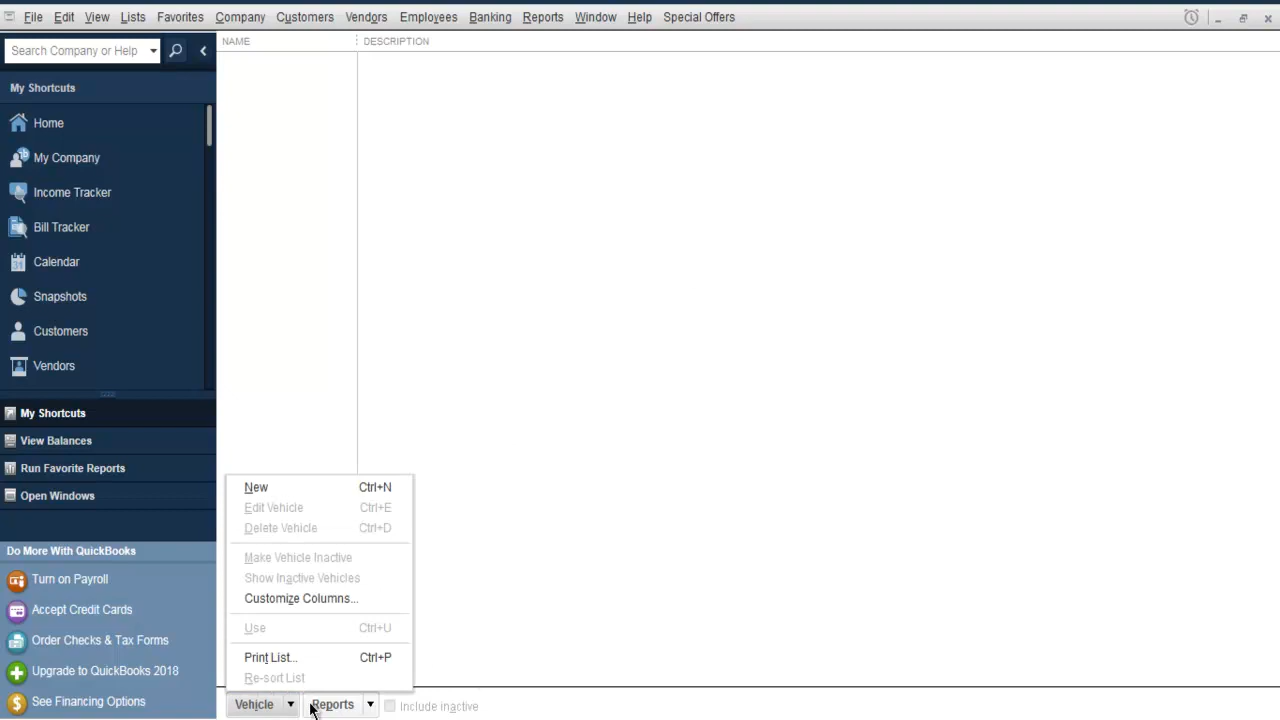 File Edit View Lists Favorites Company Customers Vendors Employees Banking Reports Window Help Special Offers
Search Company or Help
NAME DESCRIPTION
My Shortcuts
Home
My Company
Income Tracker
Bill Tracker
Calendar
Snapshots
Customers
Vendors
My Shortcuts
View Balances
Run Favorite Reports
Open Windows
Do More With QuickBooks
Turn on Payroll
Accept Credit Cards
Order Checks & Tax Forms
Upgrade to QuickBooks 2018
See Financing Options
New Ctrl+N
Edit Vehicle Ctrl+E
Delete Vehicle Ctrl+D
Make Vehicle Inactive
Show Inactive Vehicles
Customize Columns...
Use Ctrl+U
Print List... Ctrl+P
Re-sort List
Vehicle Reports Include inactive